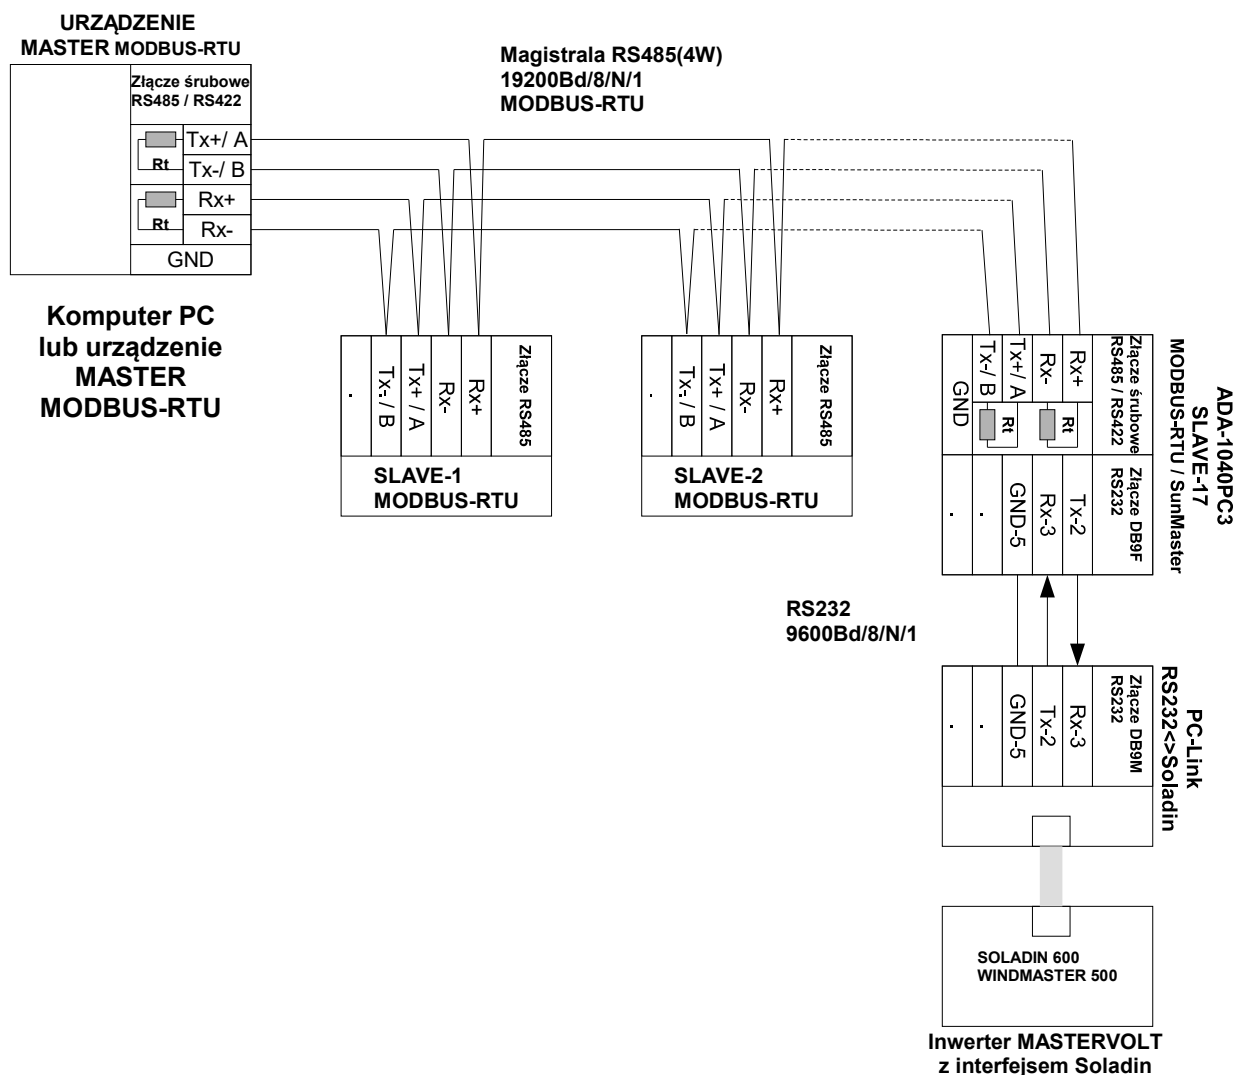 URZĄDZENIE
MASTER MODBUS-RTU
Złącze śrubowe
RS485 / RS422
Tx+/ A
Rt
Tx-/ B
Rx+
Rt
Rx-
GND
Komputer PC
lub urządzenie
MASTER
MODBUS-RTU
Magistrala RS485(4W)
19200Bd/8/N/1
MODBUS-RTU
.
Tx- / B
Tx+ / A
Rx-
Rx+
Złącze RS485
SLAVE-1
MODBUS-RTU
.
Tx- / B
Tx+ / A
Rx-
Rx+
Złącze RS485
SLAVE-2
MODBUS-RTU
ADA-1040PC3
SLAVE-17
MODBUS-RTU / SunMaster
Złącze śrubowe
RS485 / RS422
GND
Tx-/ B
Tx+/ A
Rx-
Rx+
Rt
Rt
Złącze DB9F
RS232
.
.
GND-5
Rx-3
Tx-2
RS232
9600Bd/8/N/1
PC-Link
RS232<>Soladin
Złącze DB9M
RS232
.
.
GND-5
Tx-2
Rx-3
SOLADIN 600
WINDMASTER 500
Inwerter MASTERVOLT
z interfejsem Soladin